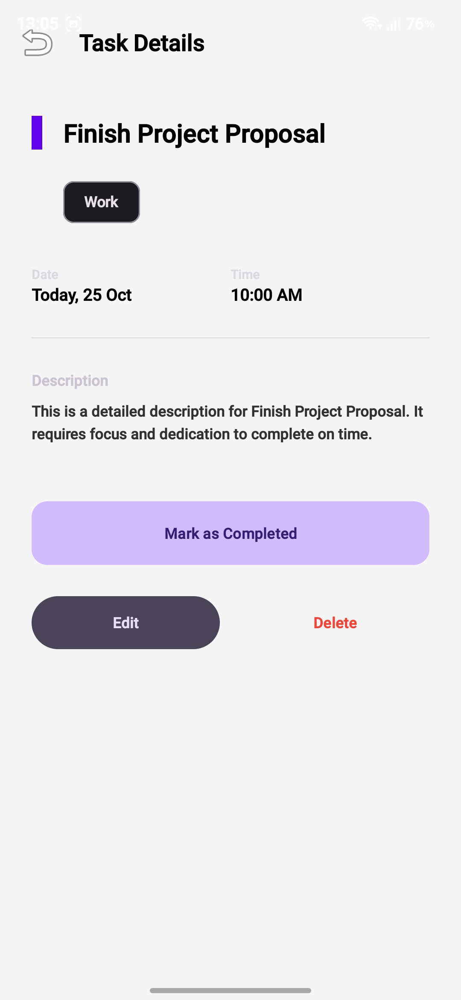 13:05 76%
Task Details
Finish Project Proposal
Work
Date Time
Today, 25 Oct 10:00 AM
Description
This is a detailed description for Finish Project Proposal. It
requires focus and dedication to complete on time.
Mark as Completed
Edit Delete